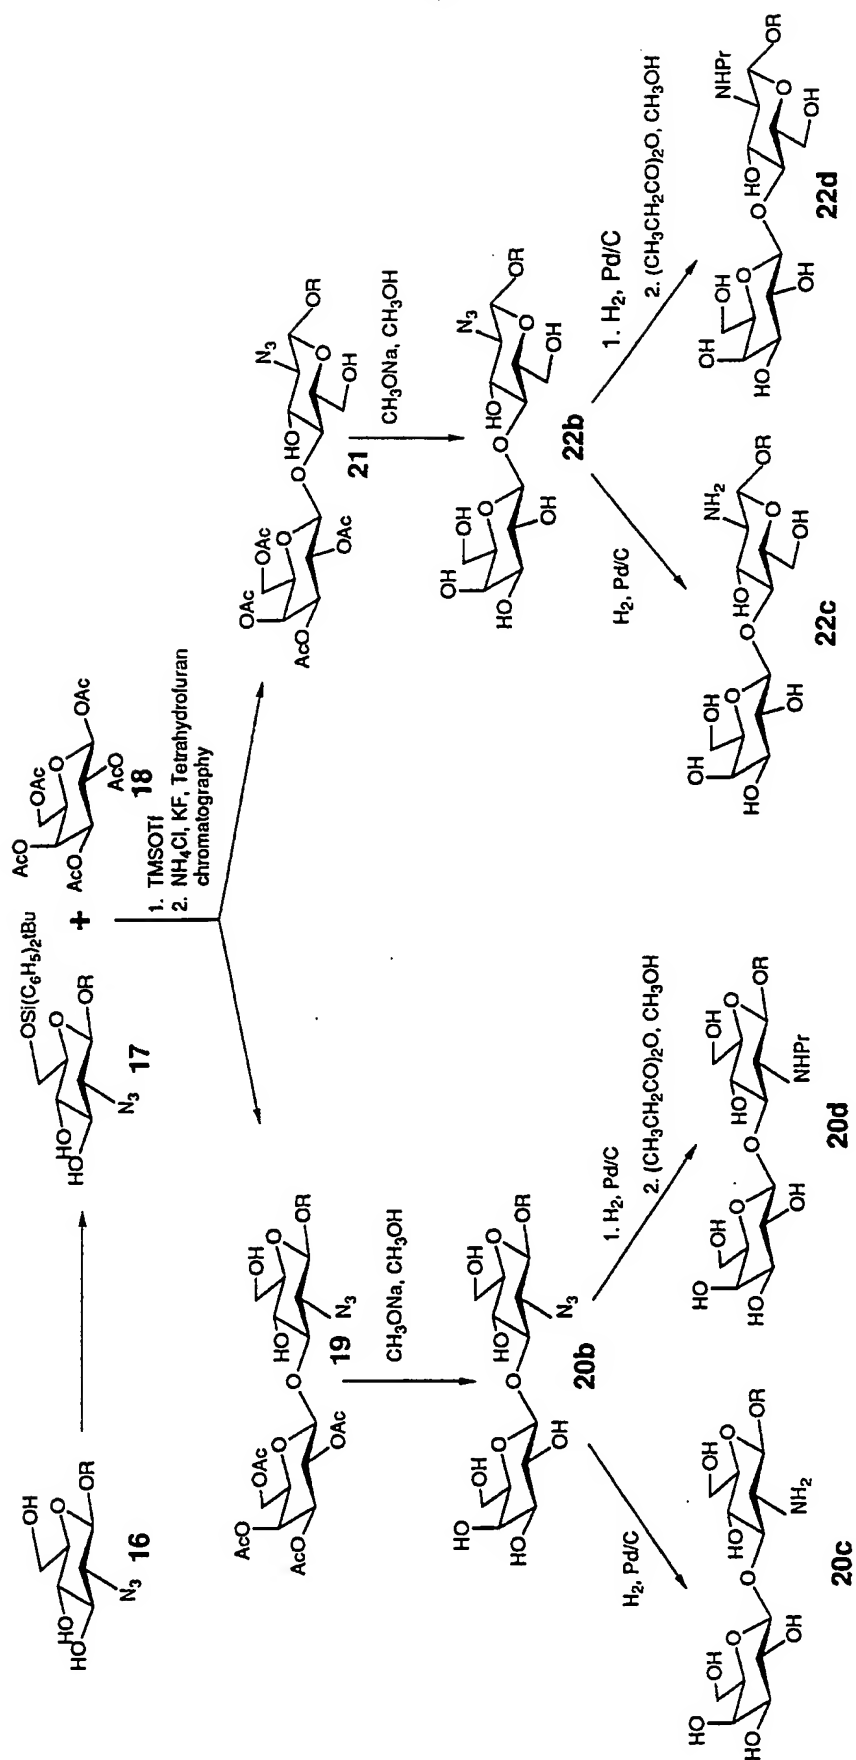 OH
HO
HO
O
OR
N3
16
OSi(C6H5)2tBu
HO
HO
O
OR
N3
17
+
AcO
OAc
O
OAc
AcO
AcO
18
1. TMSOTf
2. NH4Cl, KF, Tetrahydrofuran
chromatography
AcO
OAc
O
AcO
OAc
O
OH
HO
O
OR
N3
19
OAc
OAc
O
AcO
OAc
O
HO
N3
O
OH
OR
21
CH3ONa, CH3OH
CH3ONa, CH3OH
HO
OH
O
HO
OH
O
OH
HO
O
OR
N3
20b
OH
OH
O
HO
OH
O
HO
N3
O
OH
OR
22b
H2, Pd/C
1. H2, Pd/C
2. (CH3CH2CO)2O, CH3OH
H2, Pd/C
1. H2, Pd/C
2. (CH3CH2CO)2O, CH3OH
HO
OH
O
HO
OH
O
OH
HO
O
OR
NH2
20c
HO
OH
O
HO
OH
O
OH
HO
O
OR
NHPr
20d
OH
OH
O
HO
OH
O
HO
NH2
O
OH
OR
22c
OH
OH
O
HO
OH
O
HO
NHPr
O
OH
OR
22d